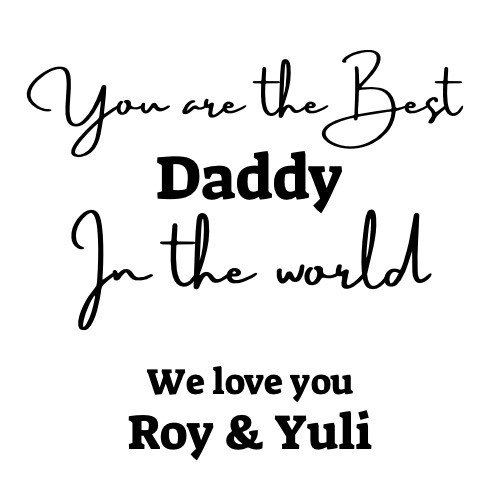 You are the Best
Daddy
In the world
We love you
Roy & Yuli